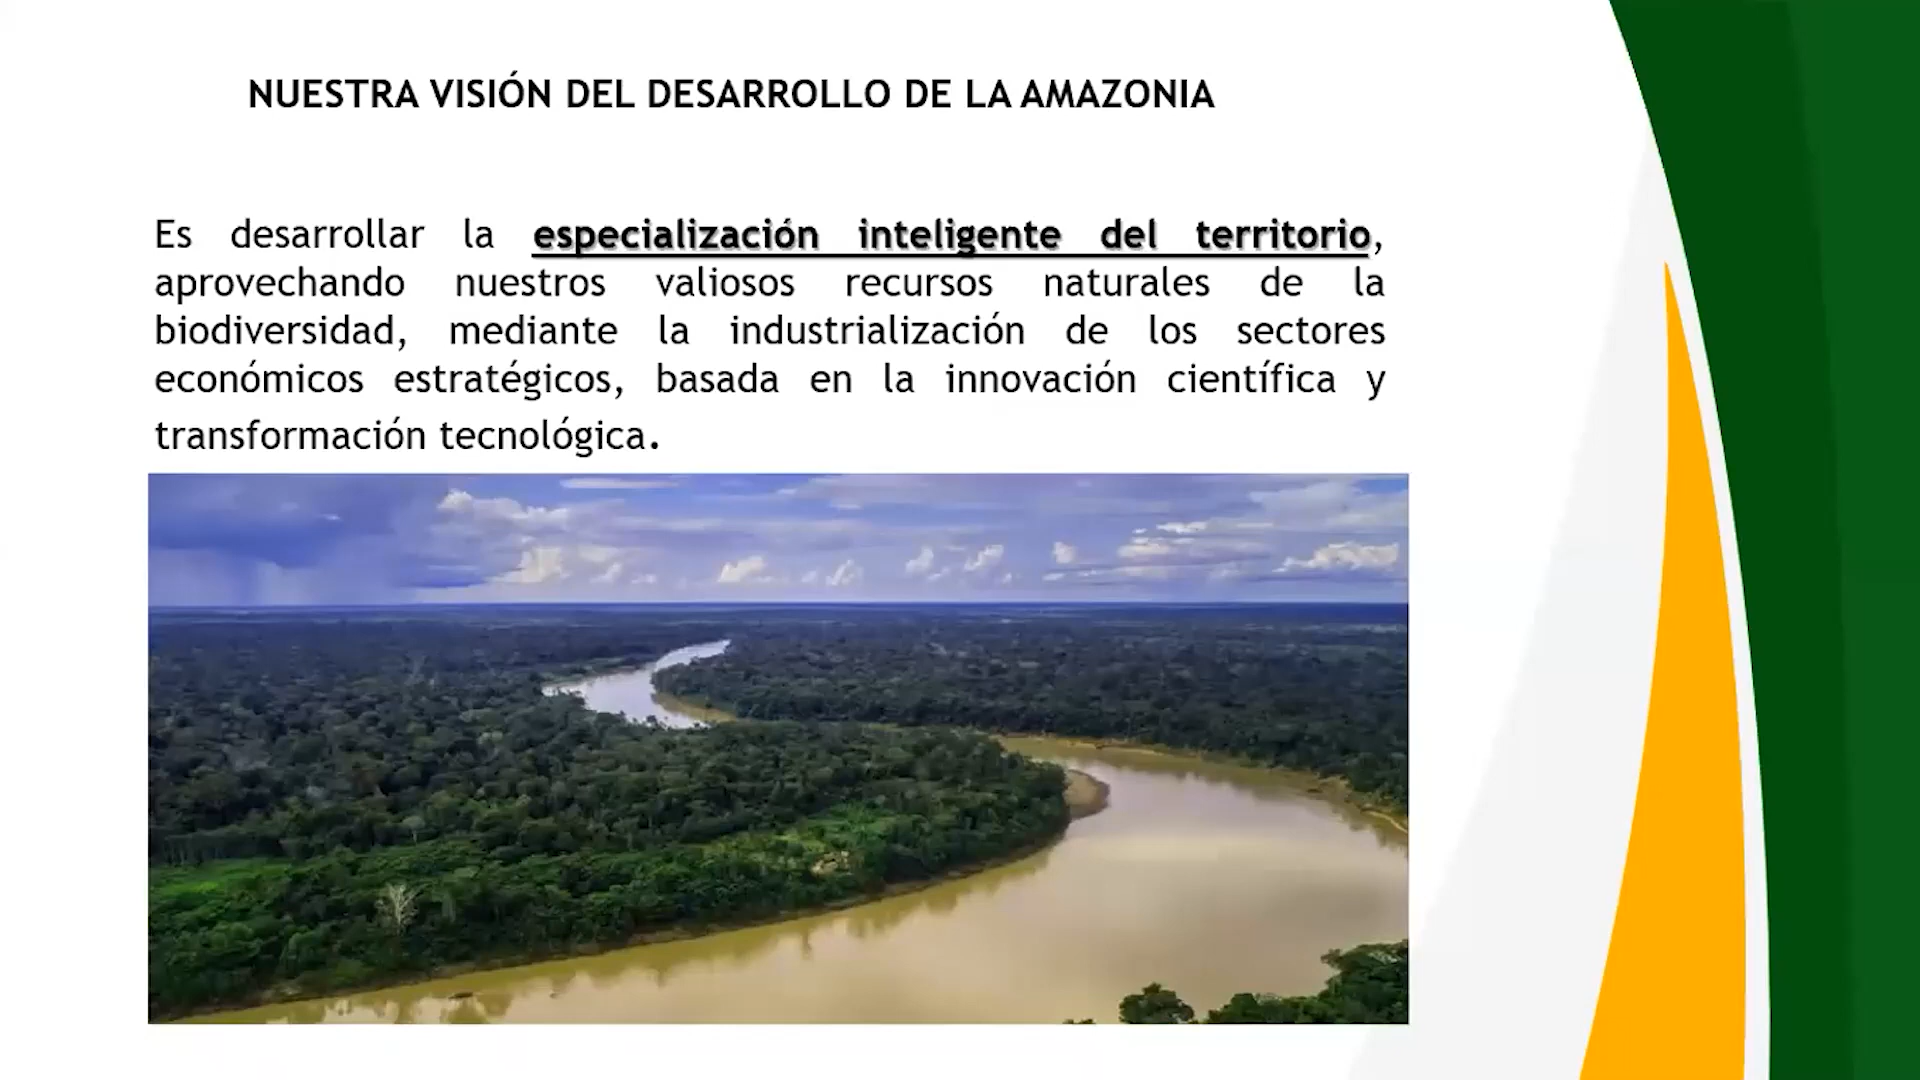 NUESTRA VISIÓN DEL DESARROLLO DE LA AMAZONIA
Es desarrollar la especialización inteligente del territorio,
aprovechando nuestros valiosos recursos naturales de la
biodiversidad, mediante la industrialización de los sectores
económicos estratégicos, basada en la innovación científica y
transformación tecnológica.